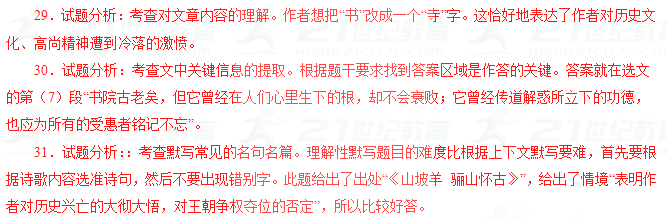 29．试题分析：考查对文章内容的理解。作者想把“书”改成一个“寺”字。这恰好地表达了作者对历史文
化、高尚精神遭到冷落的激愤。
30．试题分析：考查文中关键信息的提取。根据题干要求找到答案区域是作答的关键。答案就在选文
的第（7）段“书院古老矣，但它曾经在人们心里生下的根，却不会衰败；它曾经传道解惑所立下的功德，
也应为所有的受惠者铭记不忘”。
31．试题分析：：考查默写常见的名句名篇。理解性默写题目的难度比根据上下文默写要难，首先要根
据诗歌内容选准诗句，然后不要出现错别字。此题给出了出处“《山坡羊 骊山怀古》”，给出了情境“表明作
者对历史兴亡的大彻大悟，对王朝争权夺位的否定”，所以比较好答。